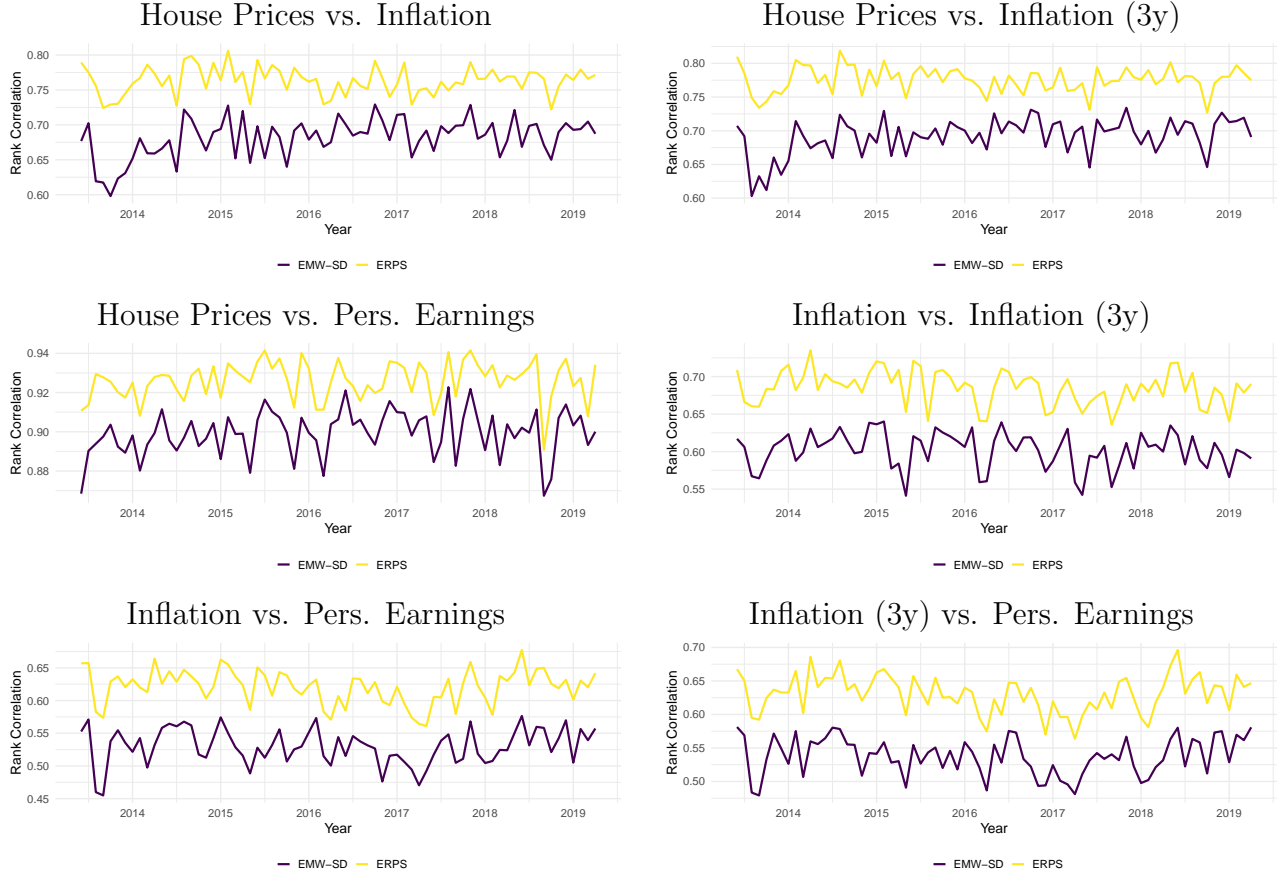 House Prices vs. Inflation
Rank Correlation
0.80
0.75
0.70
0.65
0.60
2014 2015 2016 2017 2018 2019
Year
EMW−SD ERPS
House Prices vs. Inflation (3y)
Rank Correlation
0.80
0.75
0.70
0.65
0.60
2014 2015 2016 2017 2018 2019
Year
EMW−SD ERPS
House Prices vs. Pers. Earnings
Rank Correlation
0.94
0.92
0.90
0.88
2014 2015 2016 2017 2018 2019
Year
EMW−SD ERPS
Inflation vs. Inflation (3y)
Rank Correlation
0.70
0.65
0.60
0.55
2014 2015 2016 2017 2018 2019
Year
EMW−SD ERPS
Inflation vs. Pers. Earnings
Rank Correlation
0.65
0.60
0.55
0.50
0.45
2014 2015 2016 2017 2018 2019
Year
EMW−SD ERPS
Inflation (3y) vs. Pers. Earnings
Rank Correlation
0.70
0.65
0.60
0.55
0.50
2014 2015 2016 2017 2018 2019
Year
EMW−SD ERPS